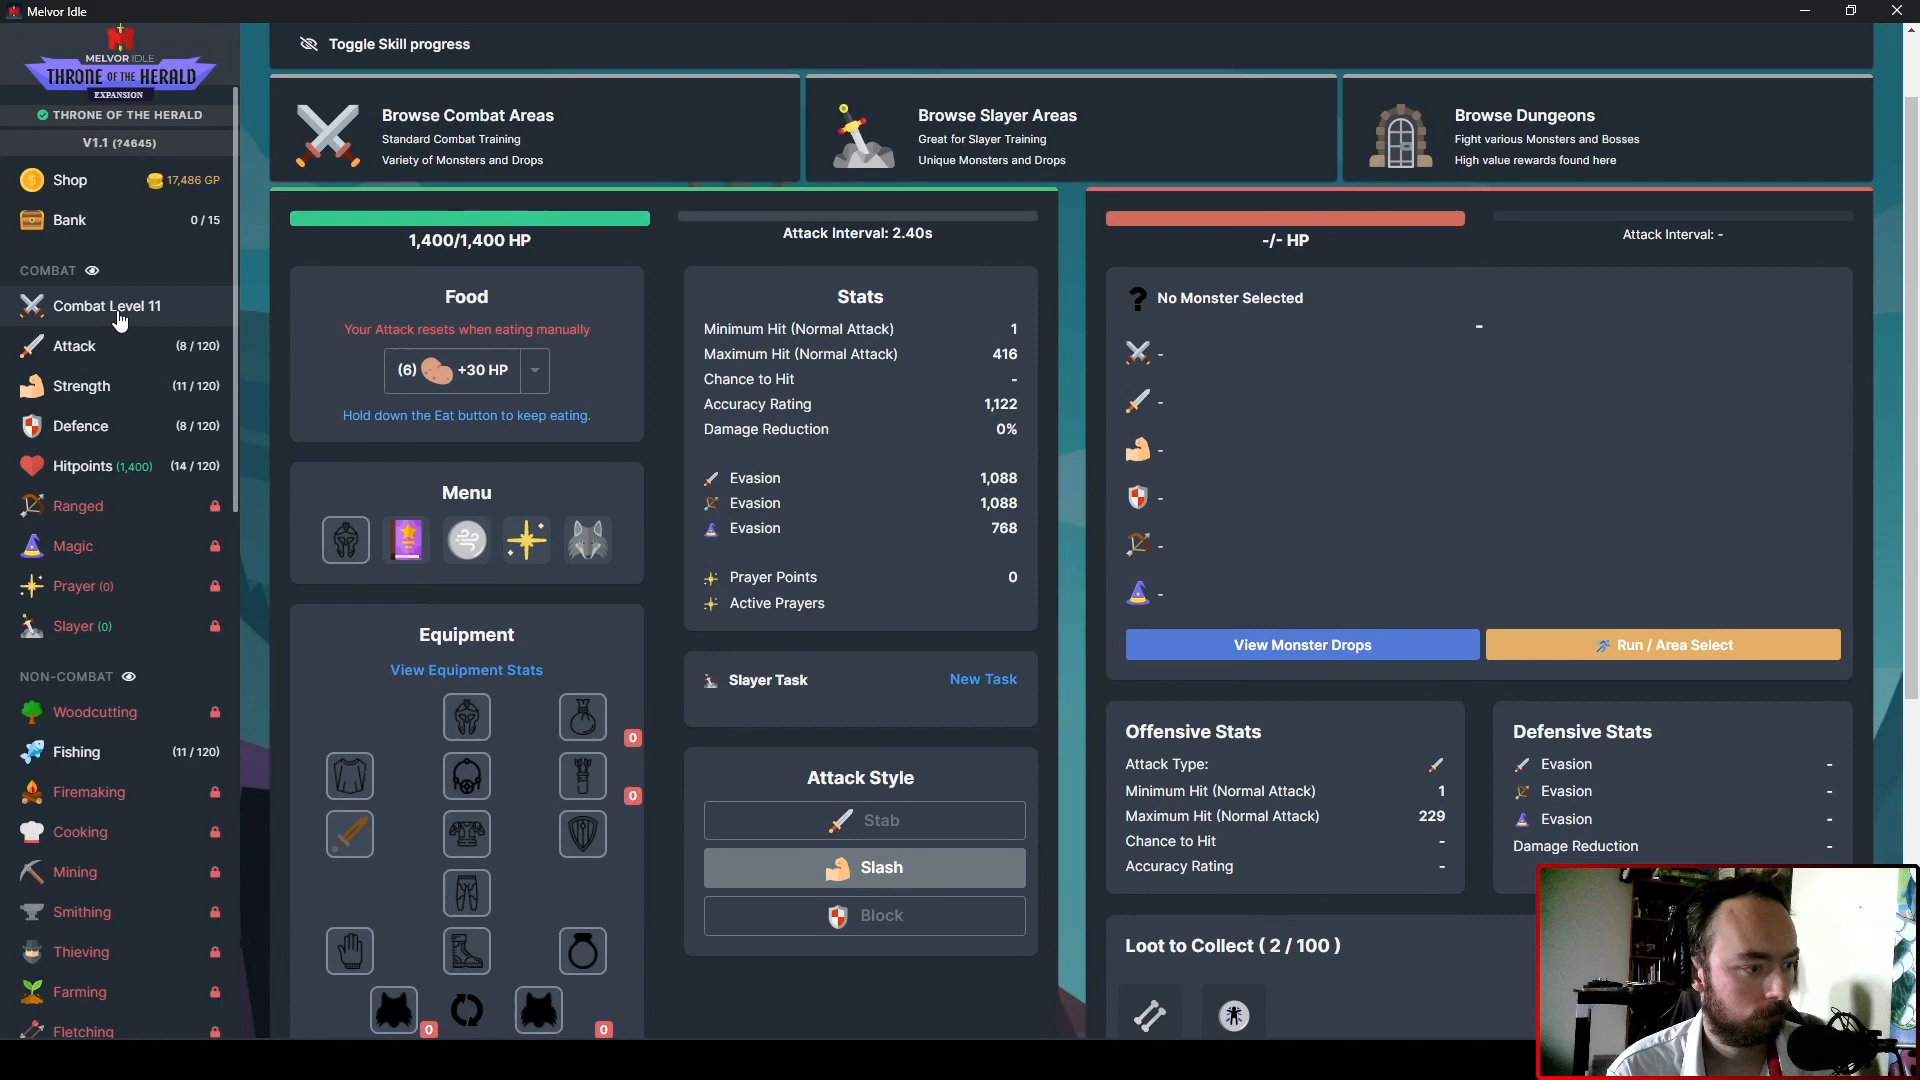 Melvor Idle
MELVOR IDLE
THRONE OF THE HERALD
EXPANSION
THRONE OF THE HERALD
V1.1 (?4645)
Shop 17,486 GP
Bank 0 / 15
COMBAT
Combat Level 11
Attack (8 / 120)
Strength (11 / 120)
Defence (8 / 120)
Hitpoints (1,400) (14 / 120)
Ranged
Magic
Prayer (0)
Slayer (0)
NON-COMBAT
Woodcutting
Fishing (11 / 120)
Firemaking
Cooking
Mining
Smithing
Thieving
Farming
Fletching
Toggle Skill progress
Browse Combat Areas
Standard Combat Training
Variety of Monsters and Drops
Browse Slayer Areas
Great for Slayer Training
Unique Monsters and Drops
Browse Dungeons
Fight various Monsters and Bosses
High value rewards found here
1,400/1,400 HP
Attack Interval: 2.40s
Food
Your Attack resets when eating manually
(6) +30 HP
Hold down the Eat button to keep eating.
Menu
Equipment
View Equipment Stats
0
0
0
0
Stats
Minimum Hit (Normal Attack) 1
Maximum Hit (Normal Attack) 416
Chance to Hit -
Accuracy Rating 1,122
Damage Reduction 0%
Evasion 1,088
Evasion 1,088
Evasion 768
Prayer Points 0
Active Prayers
Slayer Task New Task
Attack Style
Stab
Slash
Block
-/- HP
Attack Interval: -
? No Monster Selected
-
-
-
-
-
-
-
View Monster Drops
Run / Area Select
Offensive Stats
Attack Type:
Minimum Hit (Normal Attack) 1
Maximum Hit (Normal Attack) 229
Chance to Hit -
Accuracy Rating -
Defensive Stats
Evasion -
Evasion -
Evasion -
Damage Reduction -
Loot to Collect ( 2 / 100 )